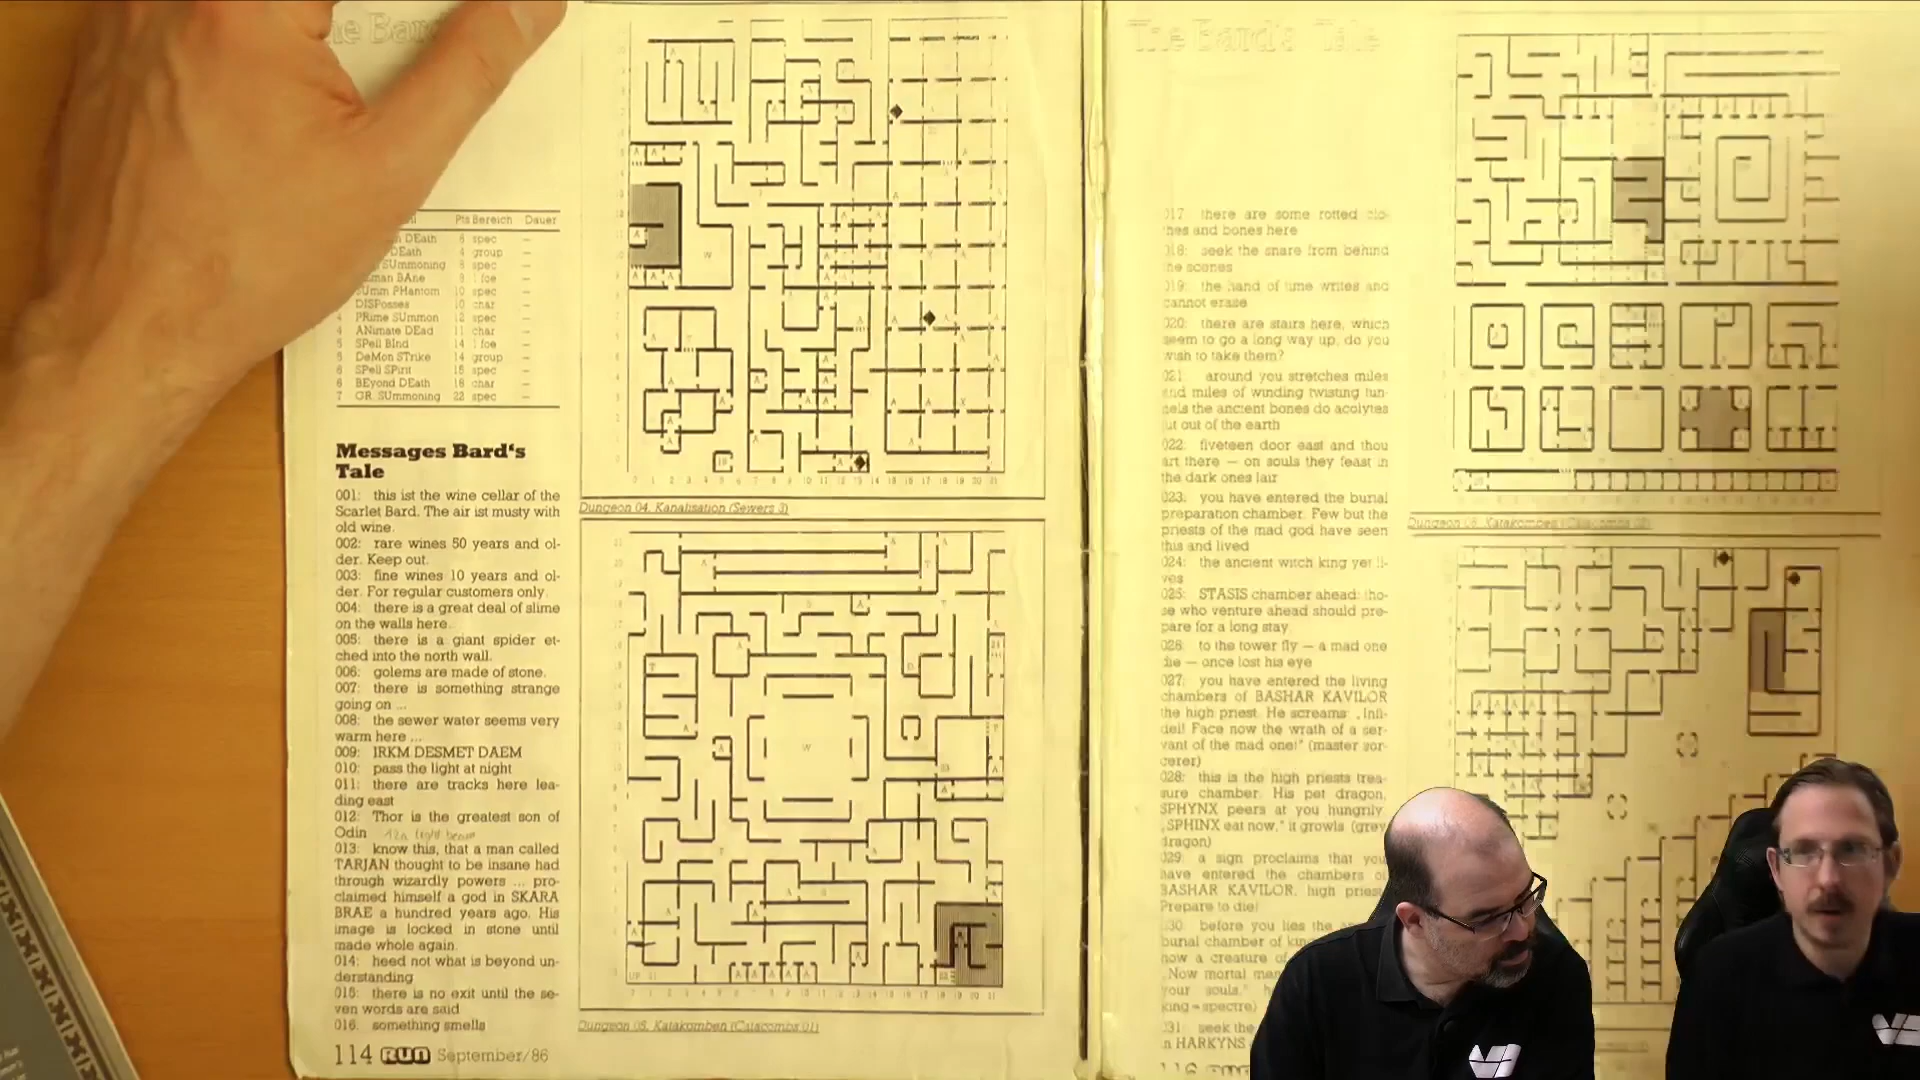 The Bard's Tale
Pts Bereich Dauer
DEath 6 spec —
DEath 4 group —
SUmmoning 8 spec —
BAne 9 1 foe —
SUmm PHantom 10 spec —
DISPosses 10 char —
4 PRime SUmmon 12 spec —
4 ANimate DEad 11 char —
5 SPell BInd 14 1 foe —
5 DeMon STrike 14 group —
6 SPell SPirit 15 spec —
6 BEyond DEath 18 char —
7 GR. SUmmoning 22 spec —
Messages Bard's
Tale
001: this ist the wine cellar of the
Scarlet Bard. The air ist musty with
old wine.
002: rare wines 50 years and ol-
der. Keep out.
003: fine wines 10 years and ol-
der. For regular customers only.
004: there is a great deal of slime
on the walls here.
005: there is a giant spider et-
ched into the north wall.
006: golems are made of stone.
007: there is something strange
going on ...
008: the sewer water seems very
warm here ...
009: IRKM DESMET DAEM
010: pass the light at night
011: there are tracks here lea-
ding east
012: Thor is the greatest son of
Odin
013: know this, that a man called
TARJAN thought to be insane had
through wizardly powers ... pro-
claimed himself a god in SKARA
BRAE a hundred years ago. His
image is locked in stone until
made whole again.
014: heed not what is beyond un-
derstanding
015: there is no exit until the se-
ven words are said
016. something smells
114 RUN September/86
Dungeon 04, Kanalisation (Sewers 3)
Dungeon 05, Katakomben (Catacombs 01)
The Bard's Tale
017: there are some rotted clo-
thes and bones here
018: seek the snare from behind
the scenes
019: the hand of time writes and
cannot erase
020: there are stairs here, which
seem to go a long way up, do you
wish to take them?
021: around you stretches miles
and miles of winding twisting tun-
nels the ancient bones do acolytes
out of the earth
022: fiveteen door east and thou
art there — on souls they feast in
the dark ones lair
023: you have entered the burial
preparation chamber. Few but the
priests of the mad god have seen
this and lived
024: the ancient witch king yet li-
ves
025: STASIS chamber ahead: tho-
se who venture ahead should pre-
pare for a long stay.
026: to the tower fly — a mad one
die — once lost his eye
027: you have entered the living
chambers of BASHAR KAVILOR
the high priest. He screams: „Infi-
del! Face now the wrath of a ser-
vant of the mad one!" (master sor-
cerer)
028: this is the high priests trea-
sure chamber. His pet dragon,
SPHYNX peers at you hungrily.
„SPHINX eat now," it growls (grey
dragon)
029: a sign proclaims that you
have entered the chambers of
BASHAR KAVILOR, high priest
Prepare to die!
030: before you lies the
burial chamber of
now a creature of
„Now mortal
your souls."
king=spectre)
031: seek the
in HARKYNS
116 RUN
Dungeon 06, Katakomben (Catacombs 02)